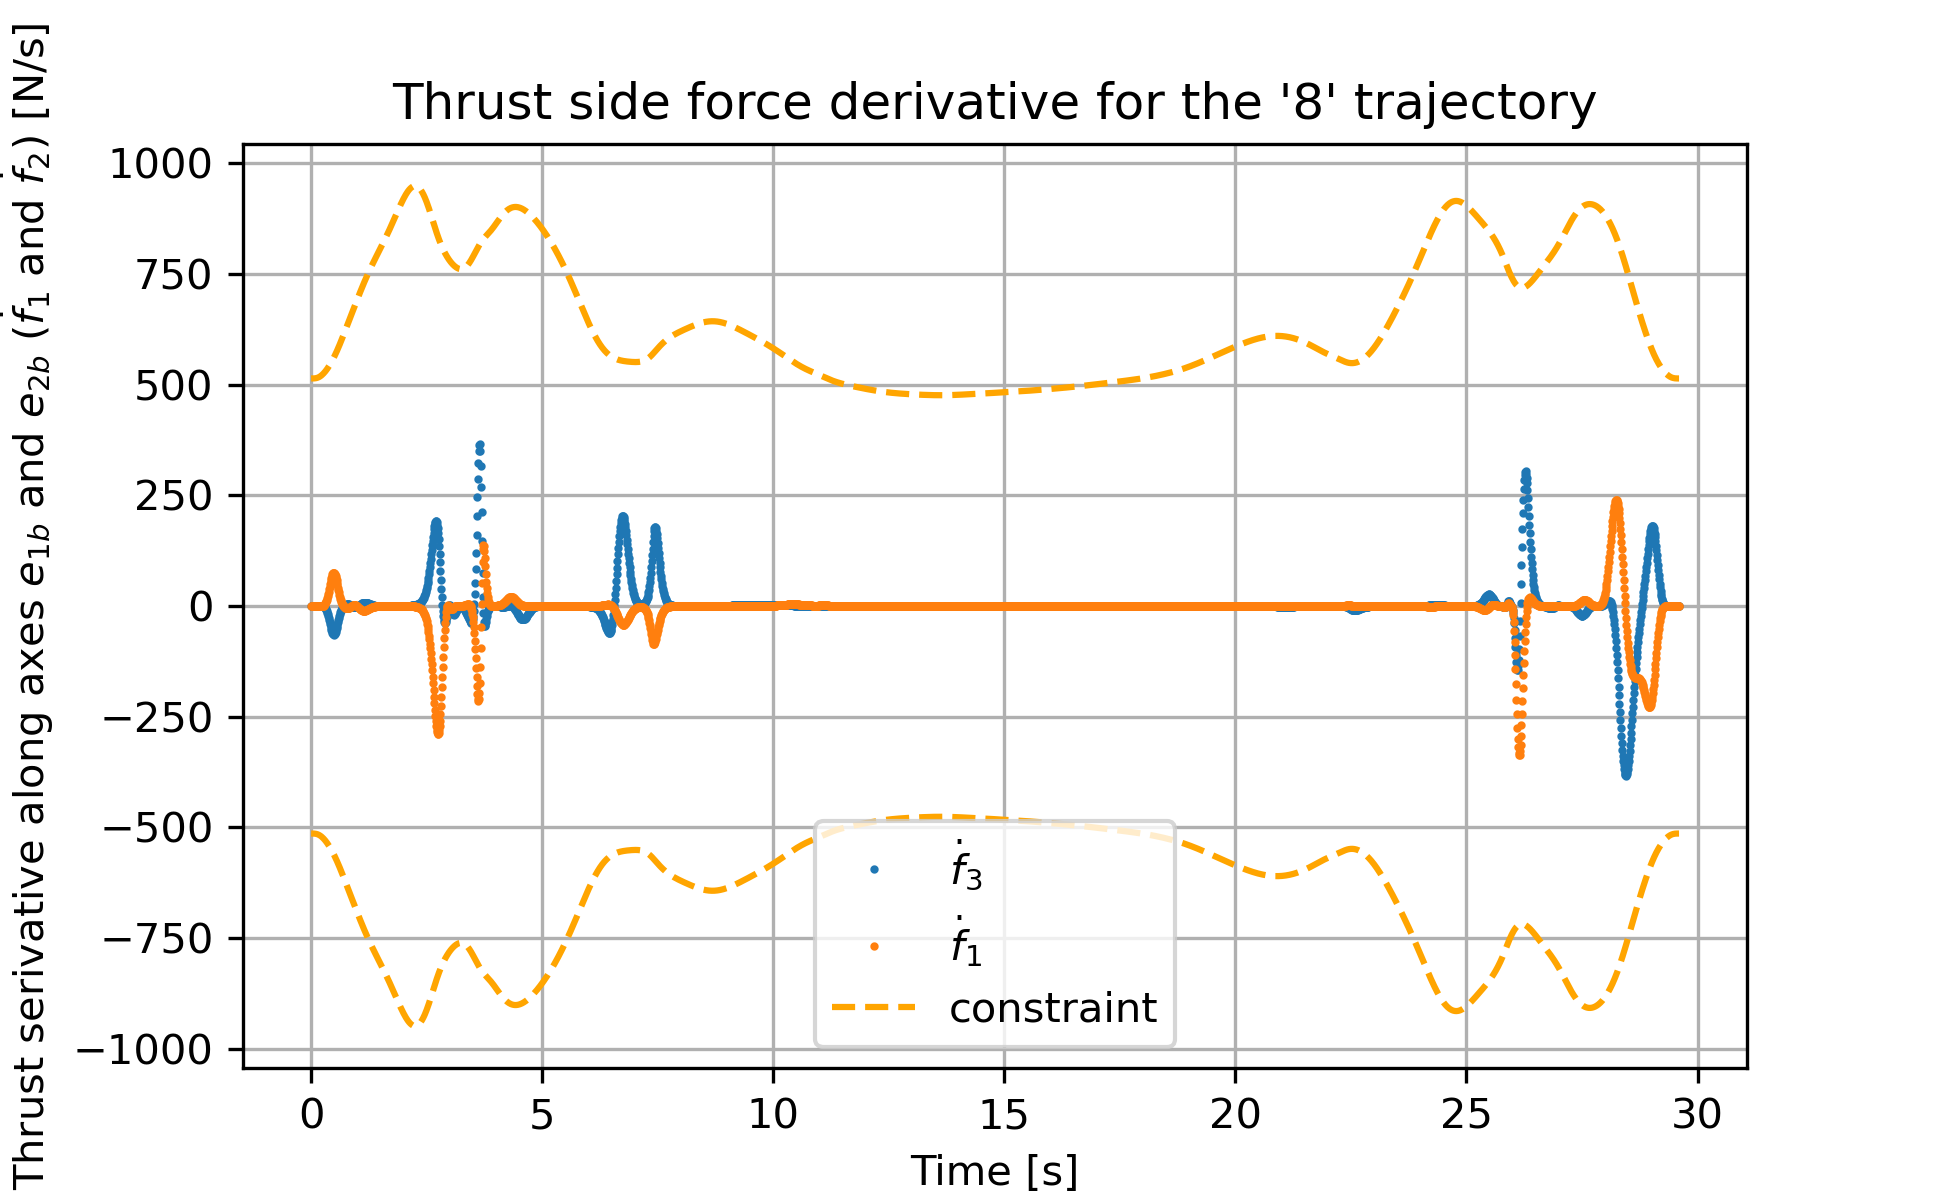 Thrust side force derivative for the '8' trajectory
Thrust serivative along axes e₁b and e₂b (ḟ₁ and ḟ₂) [N/s]
1000
750
500
250
0
−250
−500
−750
−1000
ḟ₃
ḟ₁
constraint
0 5 10 15 20 25 30
Time [s]